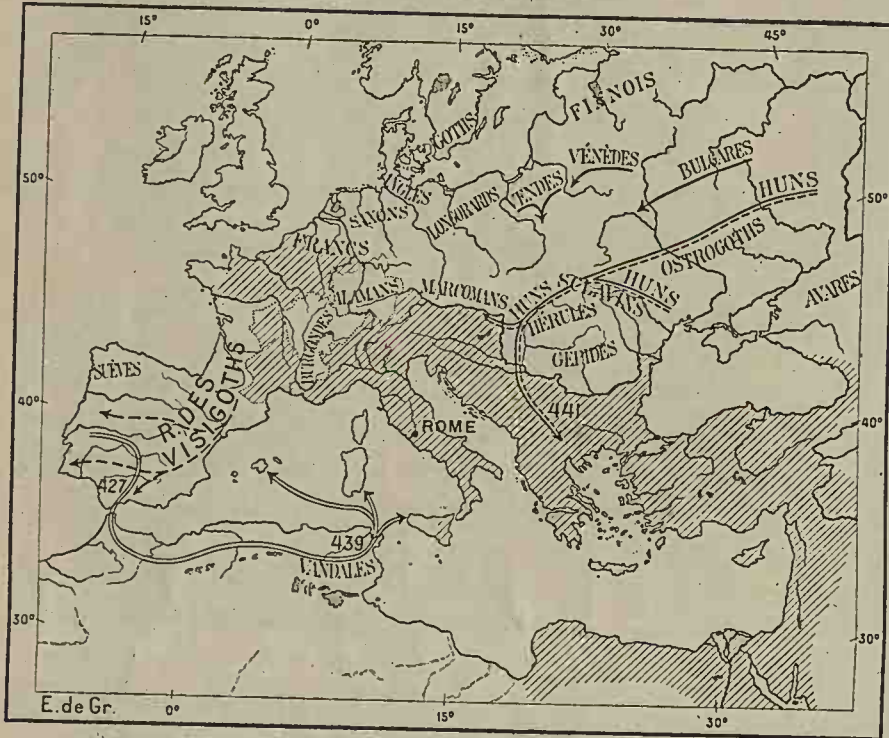 15° 0° 15° 30° 45°
FINOIS
GOTHS
VÉNÈDES
BULGARES
50°
HUNS
50°
ANGLES
VENDES
LONGOBARDS
SAXONS
OSTROGOTHS
FRANCS
HUNS
AVARES
ALAMANS
MARCOMANS
HUNS
HÉRULES
BURGONDES
GÉPIDES
SUÈVES
R. DES
VISIGOTHS
40°
441
40°
ROME
427
439
VANDALES
30°
30°
E. de Gr.
0° 15° 30°